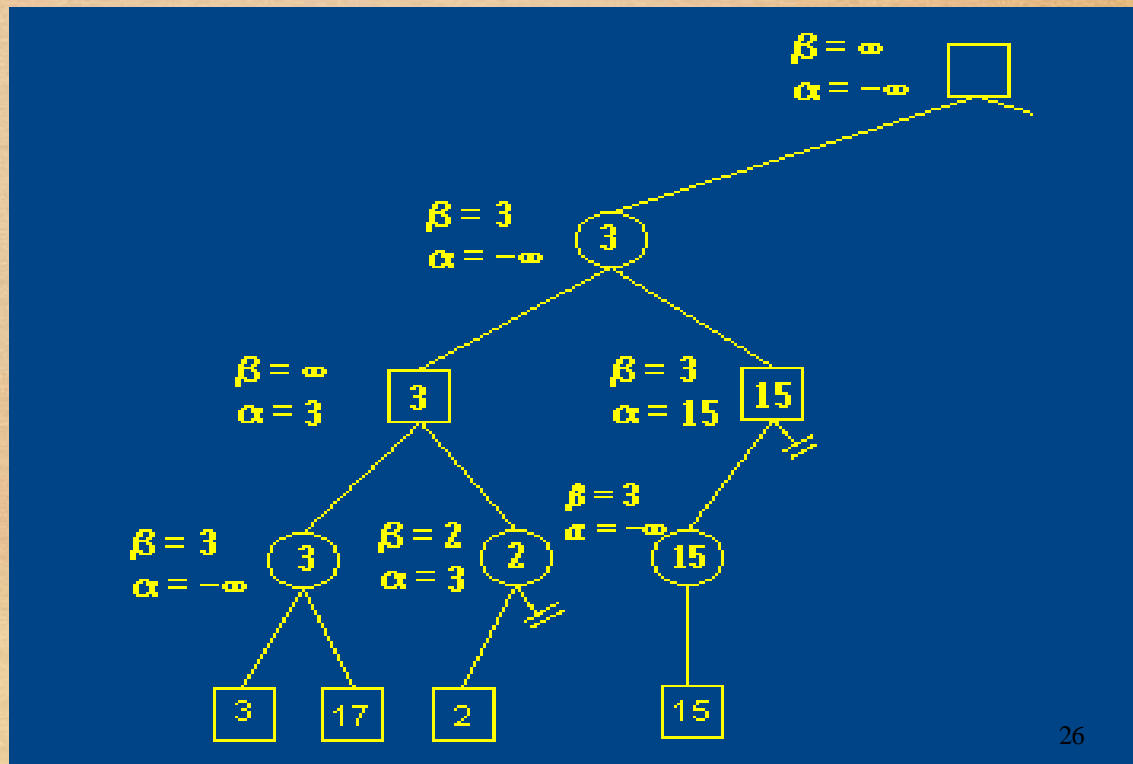 β = ∞
α = −∞
β = 3
α = −∞
3
β = ∞
α = 3
3
β = 3
α = 15
15
β = 3
α = −∞
3
β = 2
α = 3
2
β = 3
α = −∞
15
3
17
2
15
26